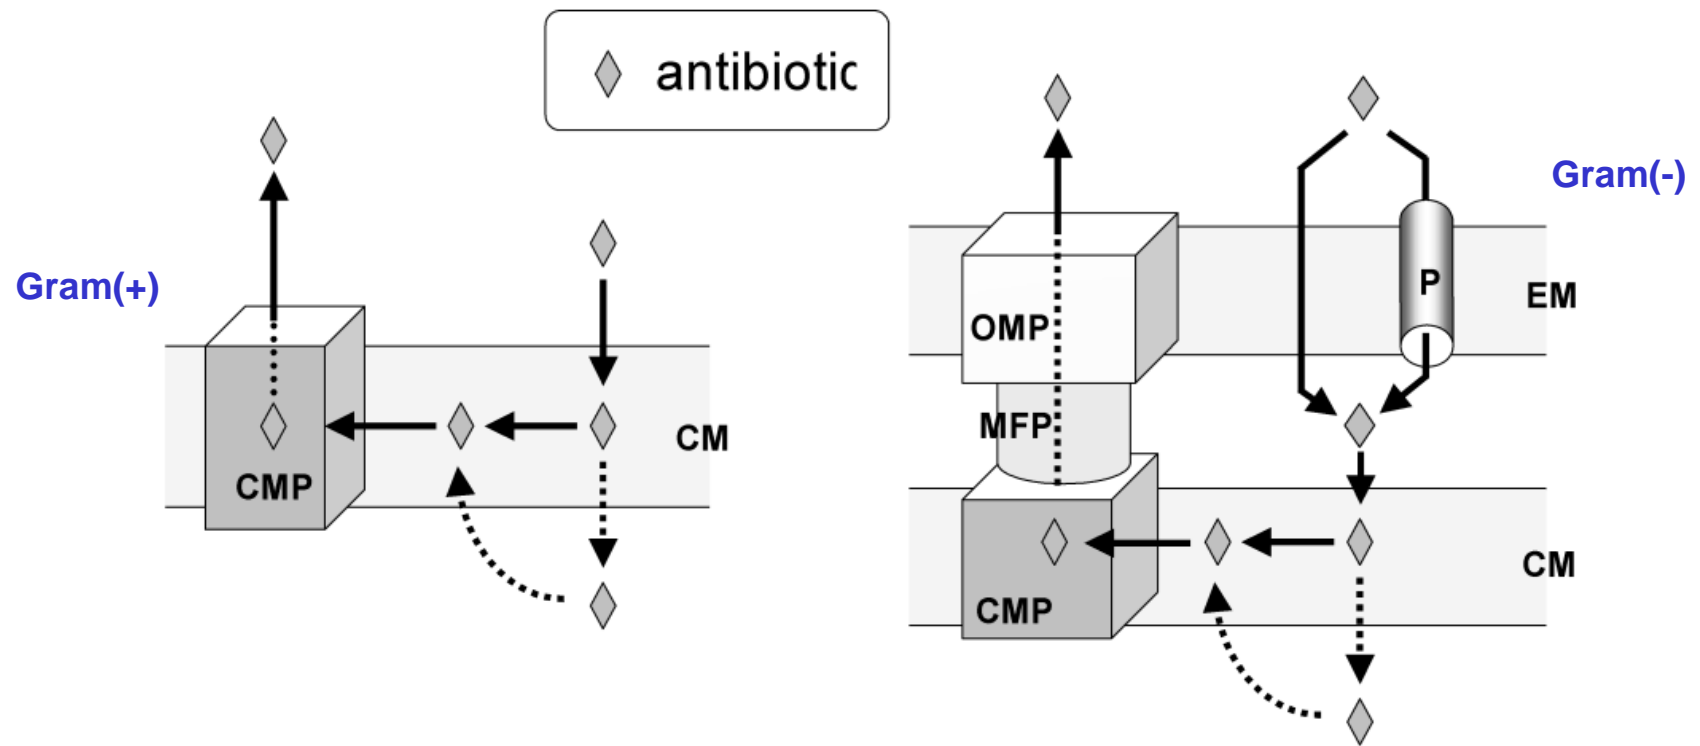 antibiotic
Gram(+)
CMP
CM
Gram(-)
OMP
P
EM
MFP
CMP
CM